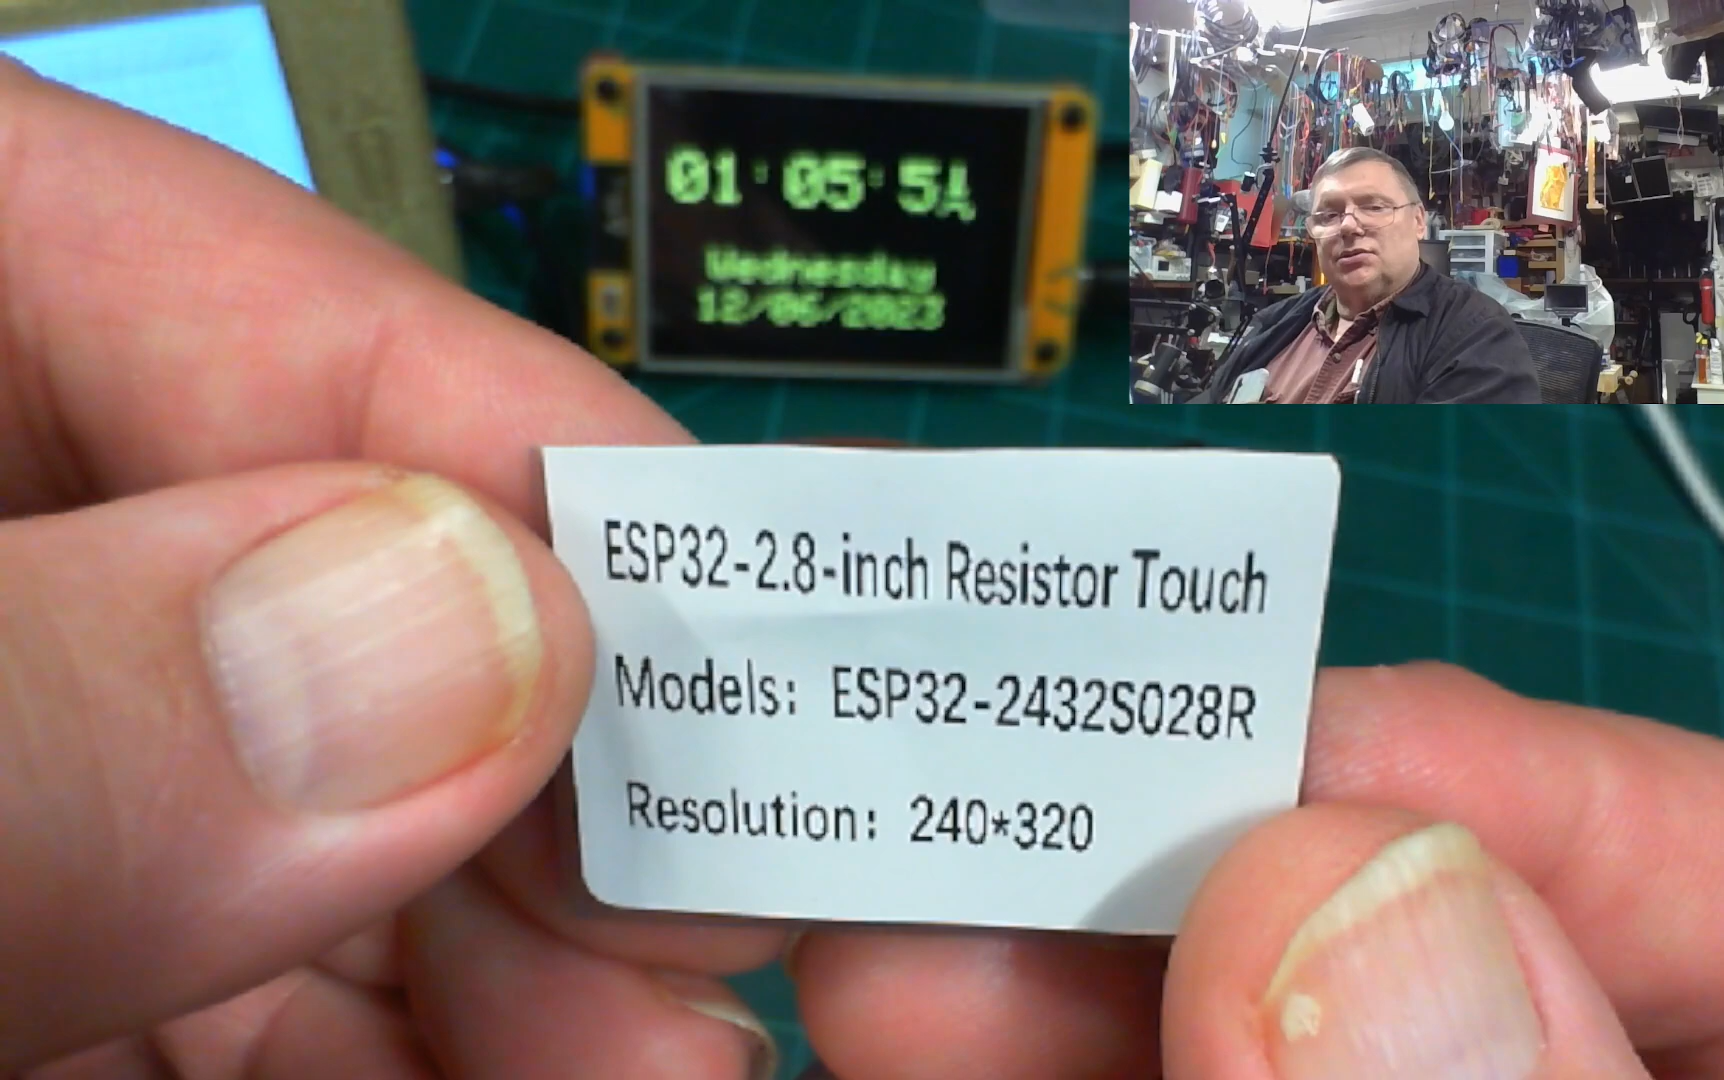 01:05:5
Wednesday
12/06/2023
ESP32-2.8-inch Resistor Touch
Models: ESP32-2432S028R
Resolution: 240*320